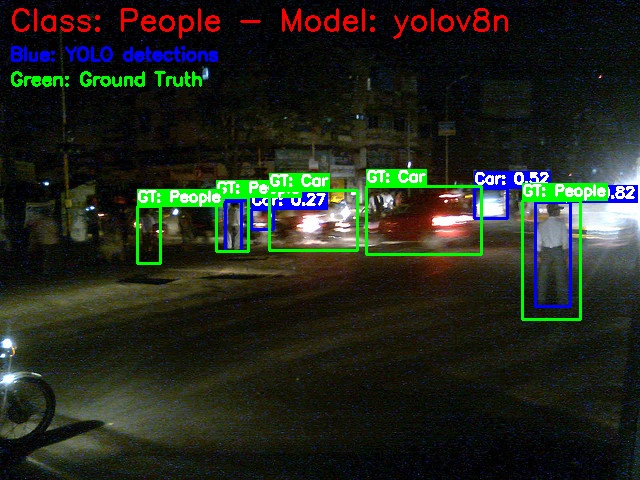 Class: People - Model: yolov8n
Blue: YOLO detections
Green: Ground Truth
GT: People
GT: Pe
GT: Car
Car: 0.27
GT: Car
Car: 0.52
GT: People
0.82